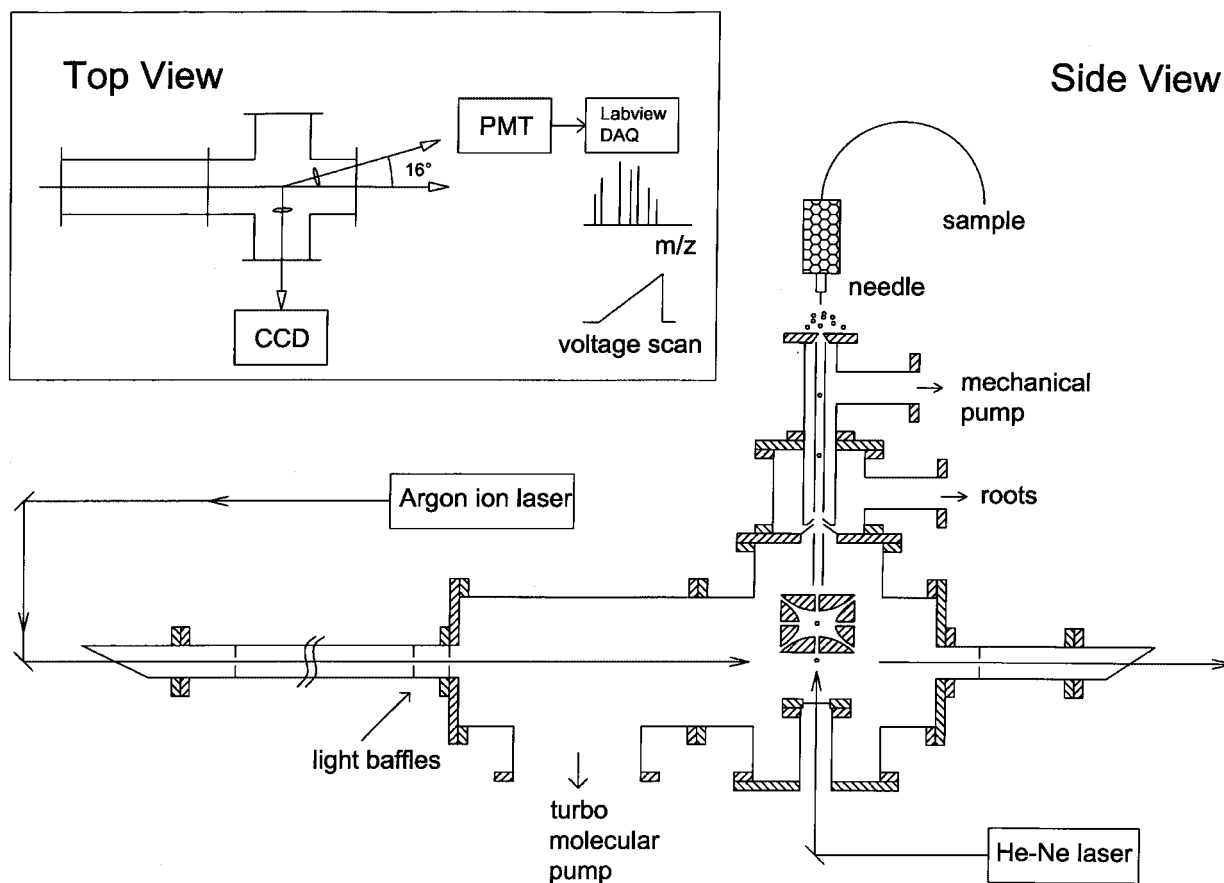 Top View
Side View
PMT
Labview
DAQ
16°
m/z
voltage scan
CCD
sample
needle
mechanical
pump
roots
Argon ion laser
light baffles
turbo
molecular
pump
He-Ne laser